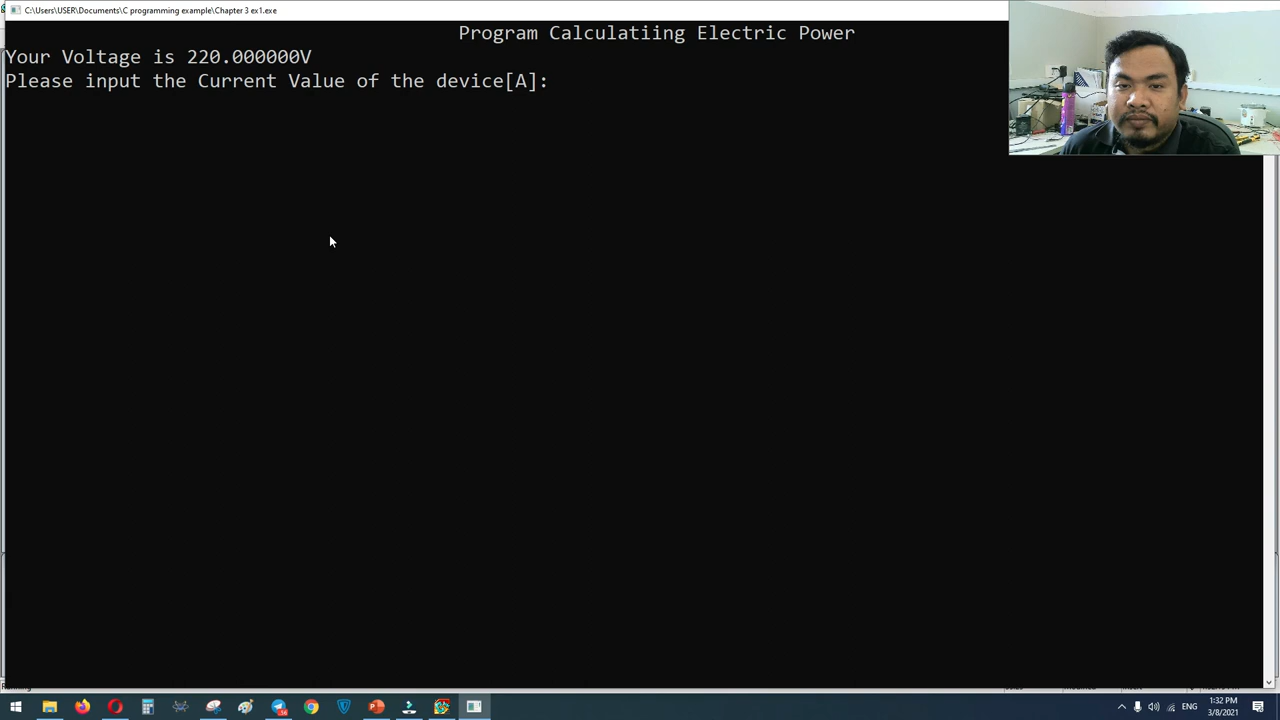 C:\Users\USER\Documents\C programming example\Chapter 3 ex1.exe
Program Calculatiing Electric Power
Your Voltage is 220.000000V
Please input the Current Value of the device[A]:
ENG
1:32 PM
3/8/2021